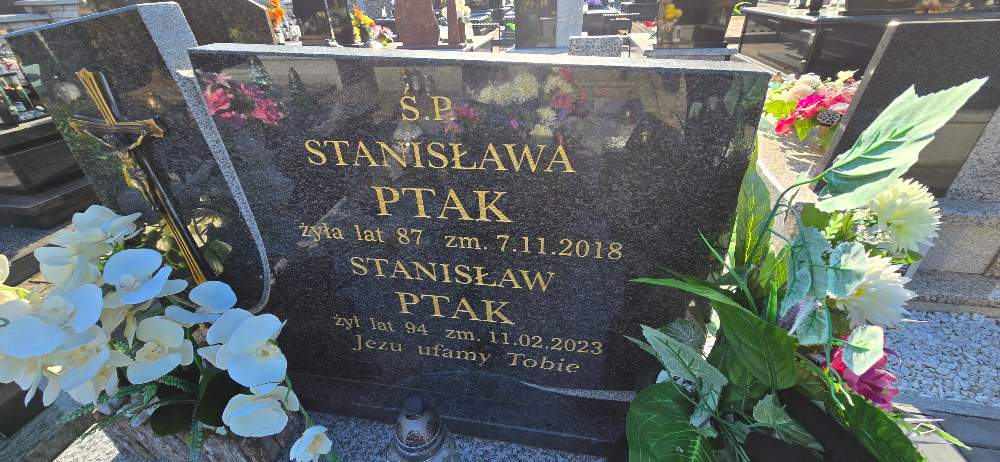 Ś.P.
STANISŁAWA
PTAK
żyła lat 87 zm. 7.11.2018
STANISŁAW
PTAK
żył lat 94 zm. 11.02.2023
Jezu ufamy Tobie